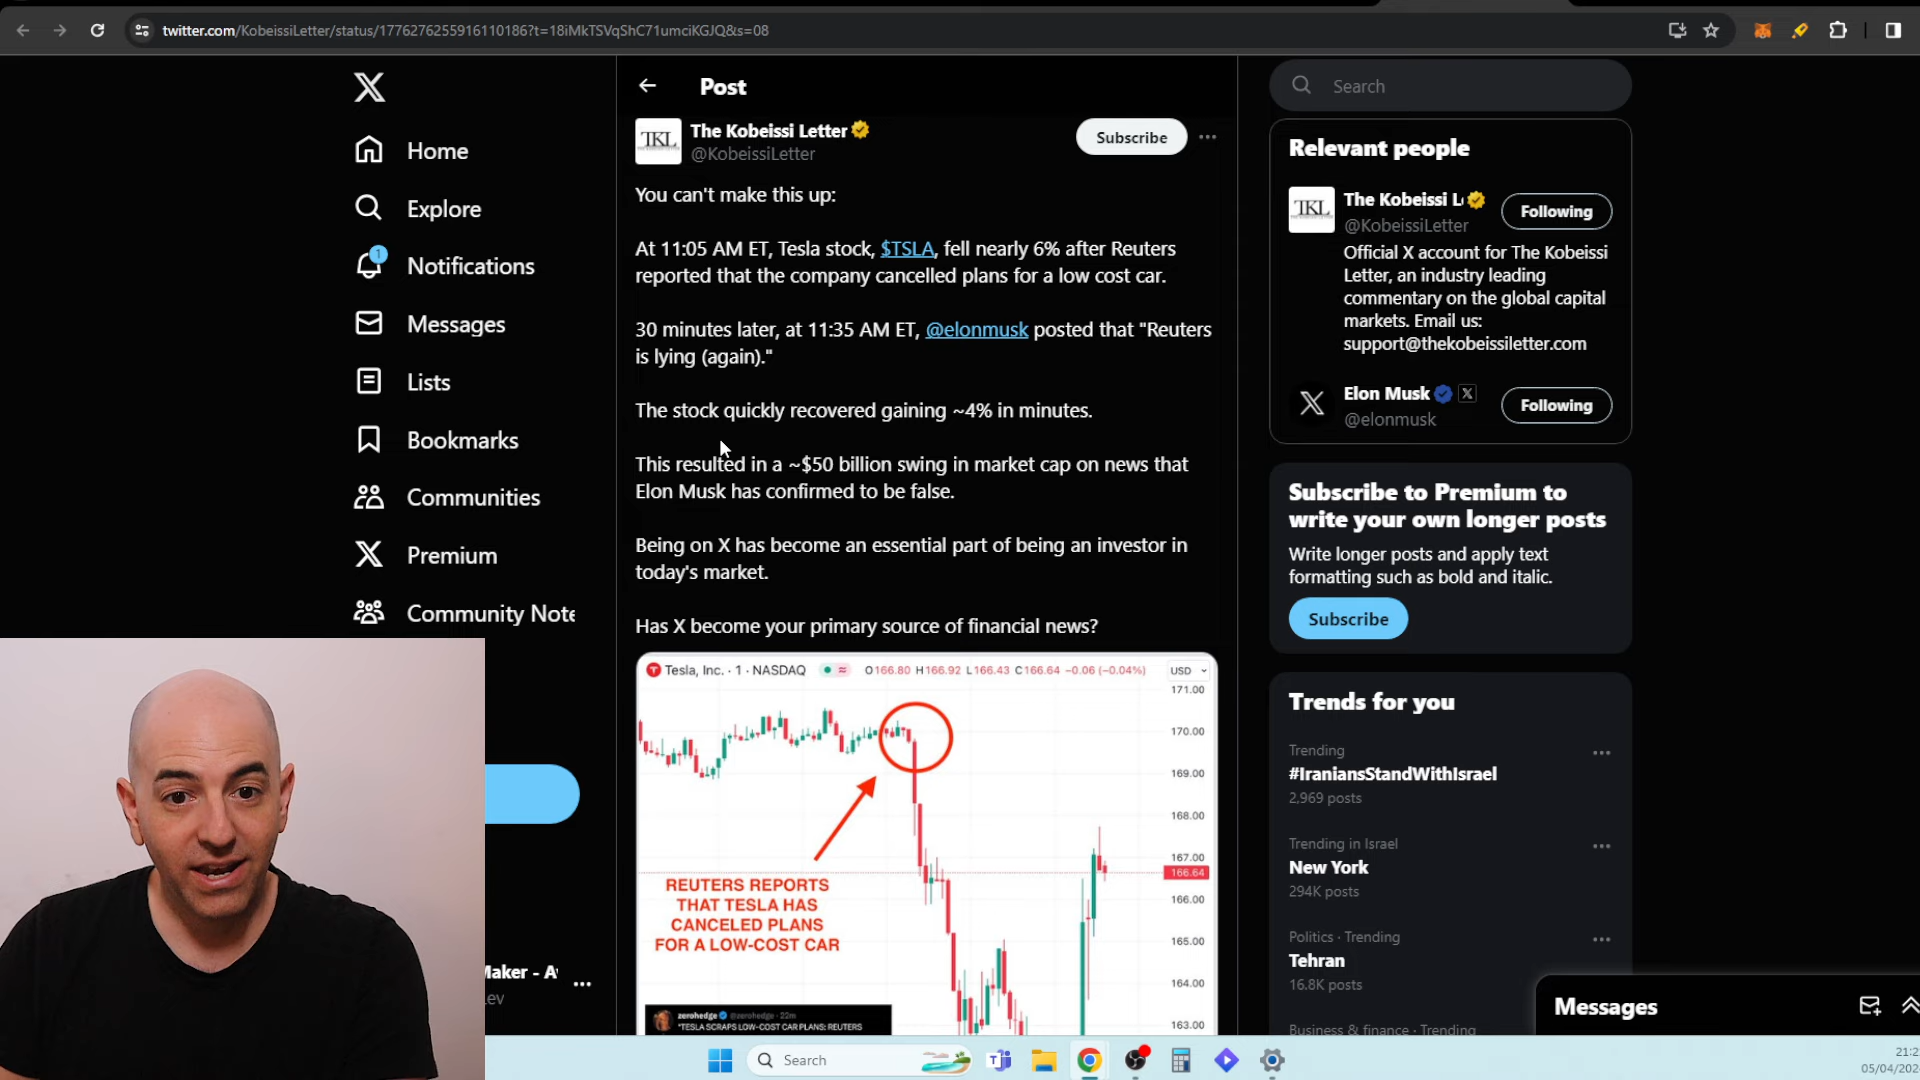 twitter.com/KobeissiLetter/status/1776276255916110186?t=18iMkTSVqShC71umciKGJQ&s=08
Home
Explore
1
Notifications
Messages
Lists
Bookmarks
Communities
Premium
Community Note
Post
TKL
The Kobeissi Letter
@KobeissiLetter
Subscribe
You can't make this up:
At 11:05 AM ET, Tesla stock, $TSLA, fell nearly 6% after Reuters
reported that the company cancelled plans for a low cost car.
30 minutes later, at 11:35 AM ET, @elonmusk posted that "Reuters
is lying (again)."
The stock quickly recovered gaining ~4% in minutes.
This resulted in a ~$50 billion swing in market cap on news that
Elon Musk has confirmed to be false.
Being on X has become an essential part of being an investor in
today's market.
Has X become your primary source of financial news?
Tesla, Inc. · 1 · NASDAQ
O166.80 H166.92 L166.43 C166.64 −0.06 (−0.04%)
USD
171.00
170.00
169.00
168.00
167.00
166.64
166.00
165.00
164.00
163.00
REUTERS REPORTS
THAT TESLA HAS
CANCELED PLANS
FOR A LOW-COST CAR
zerohedge @zerohedge · 22m
"TESLA SCRAPS LOW-COST CAR PLANS: REUTERS
Search
Relevant people
TKL
The Kobeissi L
@KobeissiLetter
Following
Official X account for The Kobeissi
Letter, an industry leading
commentary on the global capital
markets. Email us:
support@thekobeissiletter.com
Elon Musk
@elonmusk
Following
Subscribe to Premium to
write your own longer posts
Write longer posts and apply text
formatting such as bold and italic.
Subscribe
Trends for you
Trending
#IraniansStandWithIsrael
2,969 posts
Trending in Israel
New York
294K posts
Politics · Trending
Tehran
16.8K posts
Business & finance · Trending
Messages
Search
21:2
05/04/202